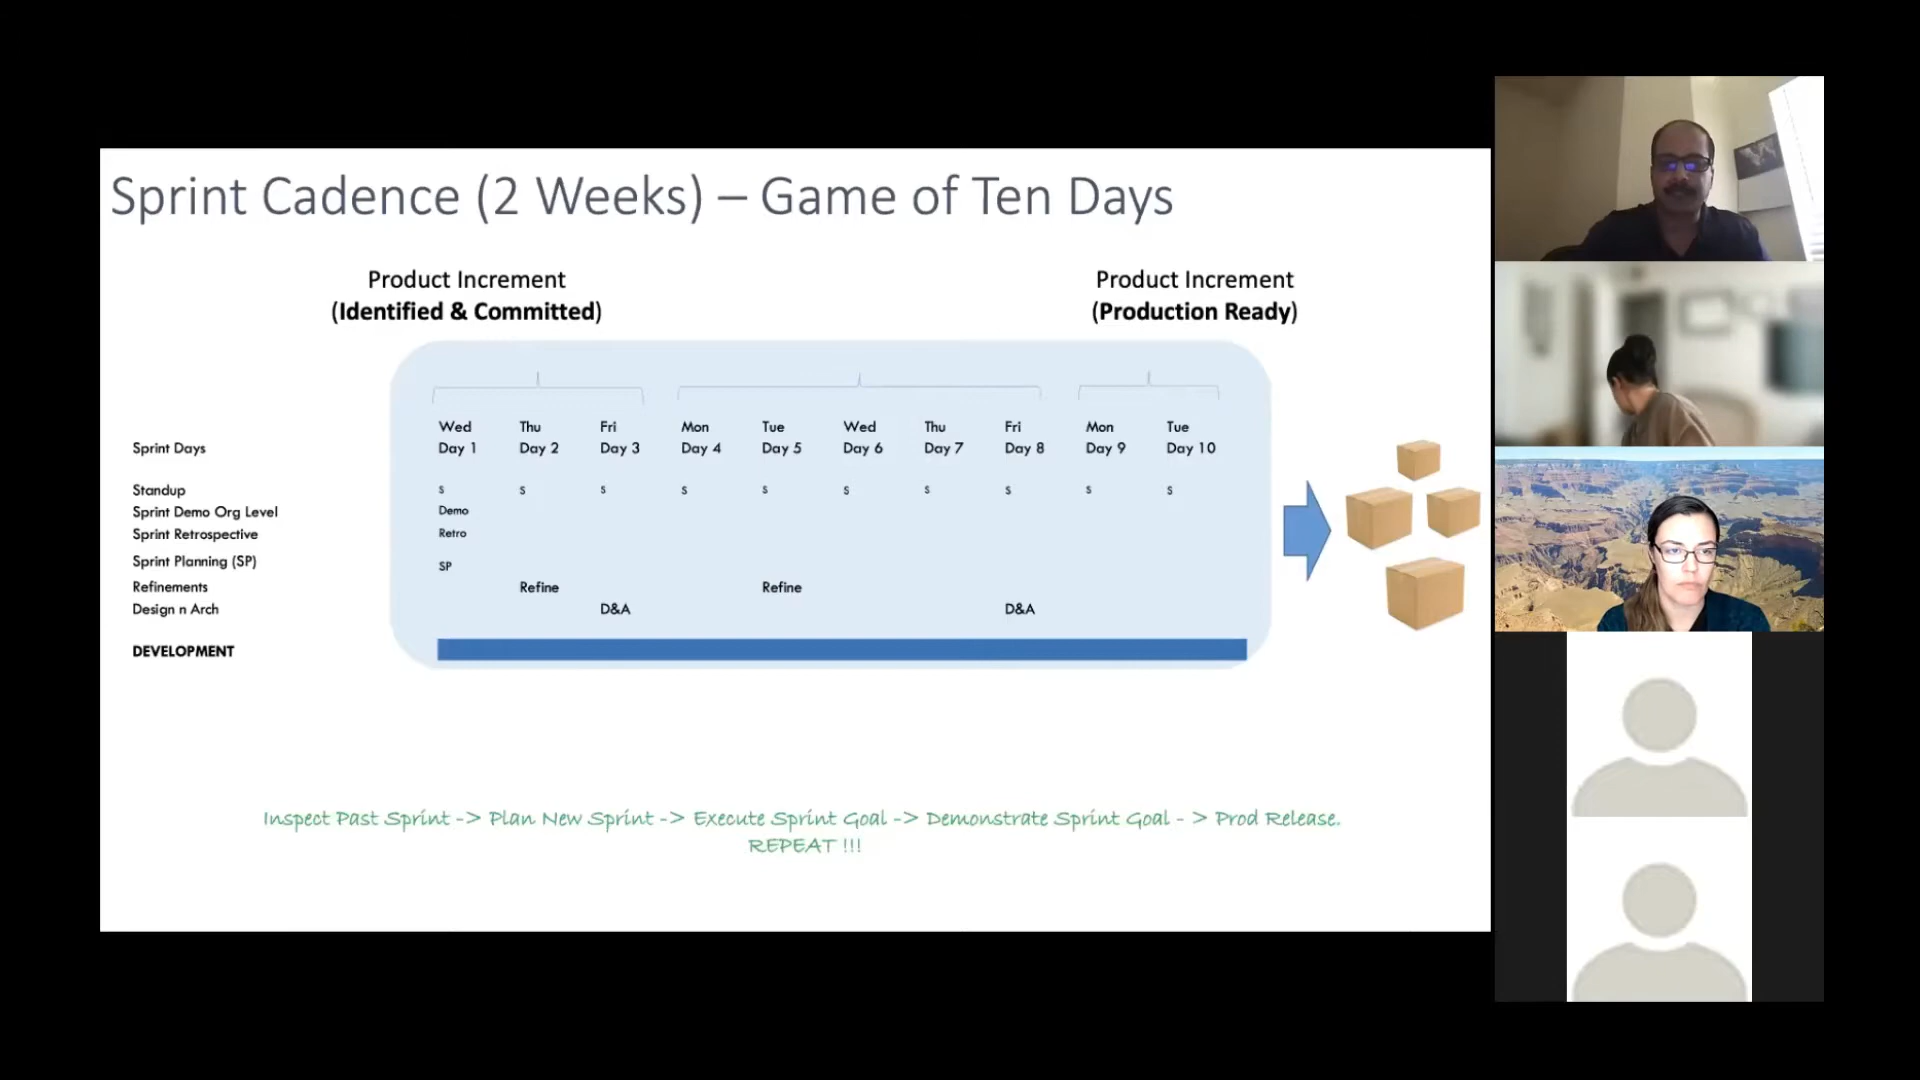 Sprint Cadence (2 Weeks) – Game of Ten Days
Product Increment
(Identified & Committed)
Product Increment
(Production Ready)
Wed Thu Fri Mon Tue Wed Thu Fri Mon Tue
Sprint Days Day 1 Day 2 Day 3 Day 4 Day 5 Day 6 Day 7 Day 8 Day 9 Day 10
Standup S S S S S S S S S S
Sprint Demo Org Level Demo
Sprint Retrospective Retro
Sprint Planning (SP) SP
Refinements Refine Refine
Design n Arch D&A D&A
DEVELOPMENT
Inspect Past Sprint -> Plan New Sprint -> Execute Sprint Goal -> Demonstrate Sprint Goal - > Prod Release.
REPEAT !!!